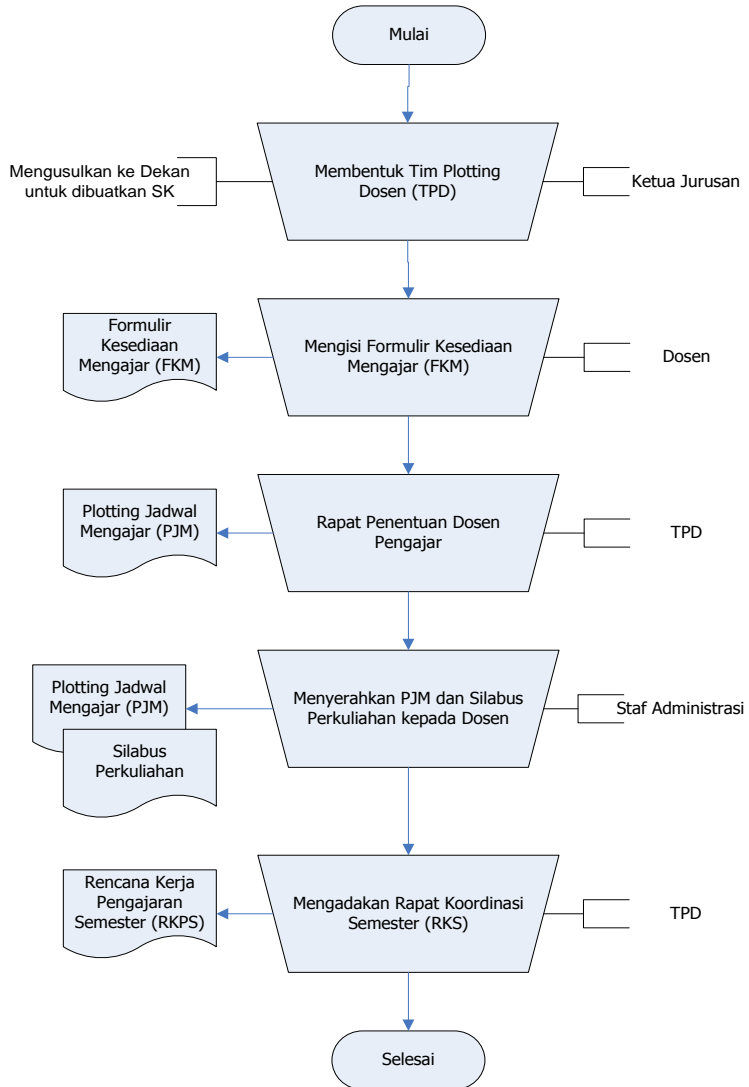 Mulai
Mengusulkan ke Dekan
untuk dibuatkan SK
Membentuk Tim Plotting
Dosen (TPD)
Ketua Jurusan
Formulir
Kesediaan
Mengajar (FKM)
Mengisi Formulir Kesediaan
Mengajar (FKM)
Dosen
Plotting Jadwal
Mengajar (PJM)
Rapat Penentuan Dosen
Pengajar
TPD
Plotting Jadwal
Mengajar (PJM)
Silabus
Perkuliahan
Menyerahkan PJM dan Silabus
Perkuliahan kepada Dosen
Staf Administrasi
Rencana Kerja
Pengajaran
Semester (RKPS)
Mengadakan Rapat Koordinasi
Semester (RKS)
TPD
Selesai